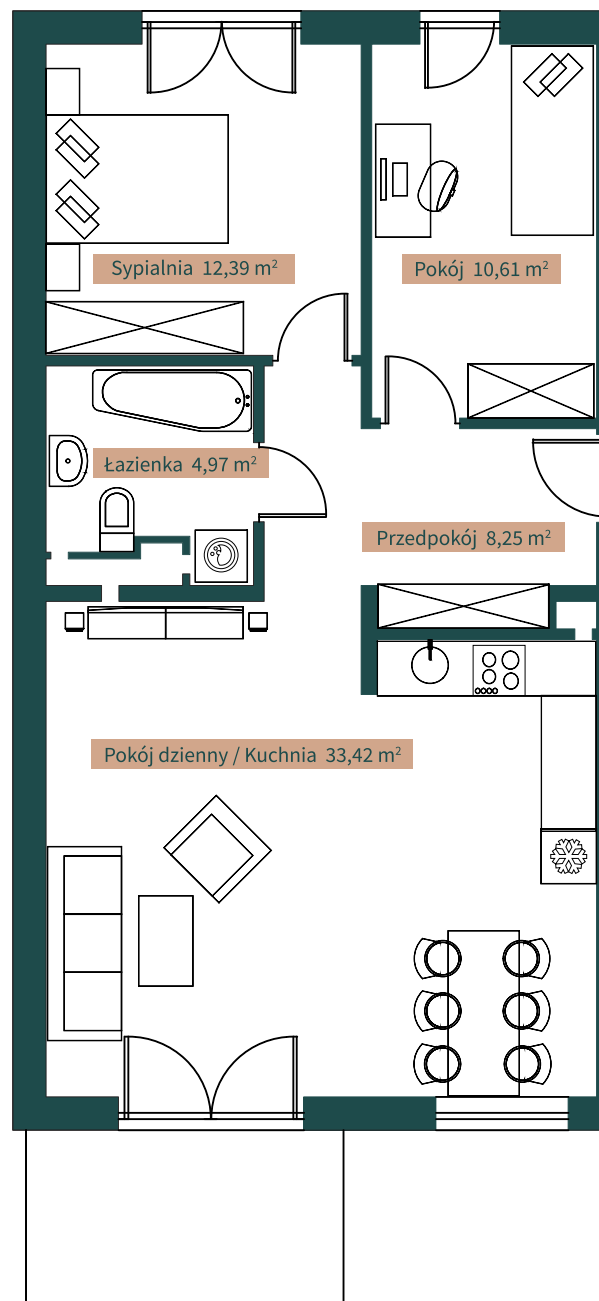 Sypialnia 12,39 m²
Pokój 10,61 m²
Łazienka 4,97 m²
Przedpokój 8,25 m²
Pokój dzienny / Kuchnia 33,42 m²